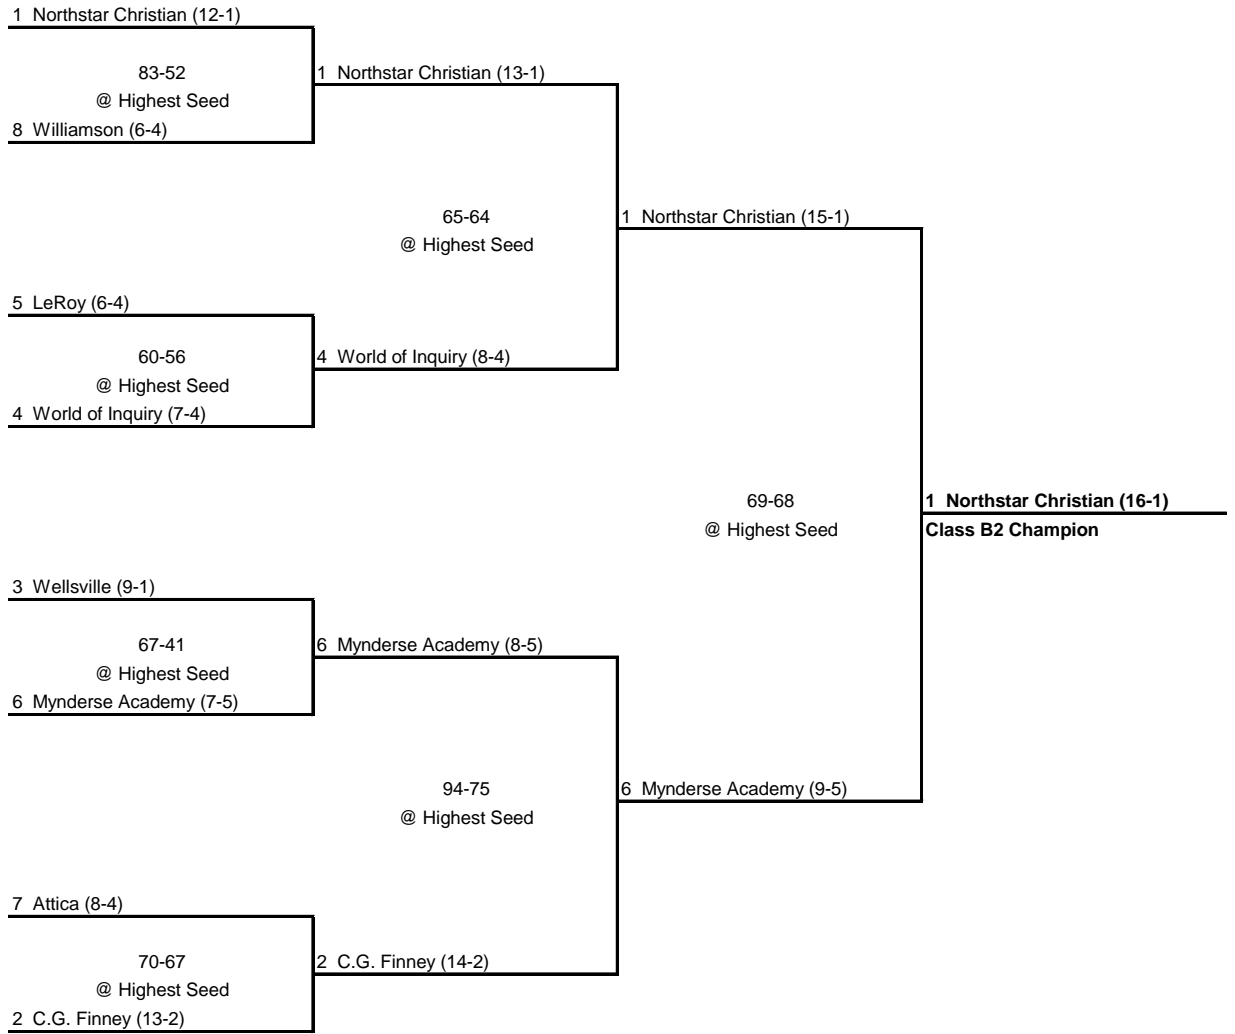 1 Northstar Christian (12-1)
83-52
@ Highest Seed
1 Northstar Christian (13-1)
8 Williamson (6-4)
65-64
@ Highest Seed
1 Northstar Christian (15-1)
5 LeRoy (6-4)
60-56
@ Highest Seed
4 World of Inquiry (8-4)
4 World of Inquiry (7-4)
69-68
@ Highest Seed
1 Northstar Christian (16-1)
Class B2 Champion
3 Wellsville (9-1)
67-41
@ Highest Seed
6 Mynderse Academy (8-5)
6 Mynderse Academy (7-5)
94-75
@ Highest Seed
6 Mynderse Academy (9-5)
7 Attica (8-4)
70-67
@ Highest Seed
2 C.G. Finney (14-2)
2 C.G. Finney (13-2)